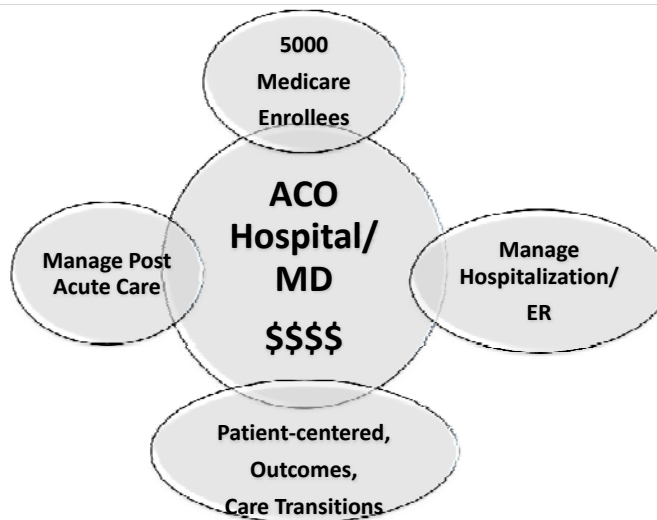 5000
Medicare
Enrollees
ACO
Hospital/
MD
$$$$
Manage Post
Acute Care
Manage
Hospitalization/
ER
Patient-centered,
Outcomes,
Care Transitions